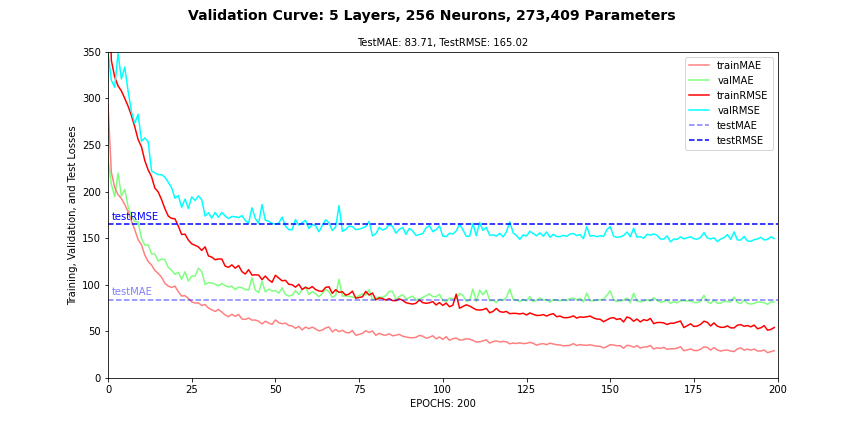 Validation Curve: 5 Layers, 256 Neurons, 273,409 Parameters
TestMAE: 83.71, TestRMSE: 165.02
350
300
250
200
150
100
50
0
Training, Validation, and Test Losses
testRMSE
testMAE
trainMAE
valMAE
trainRMSE
valRMSE
testMAE
testRMSE
0
25
50
75
100
125
150
175
200
EPOCHS: 200